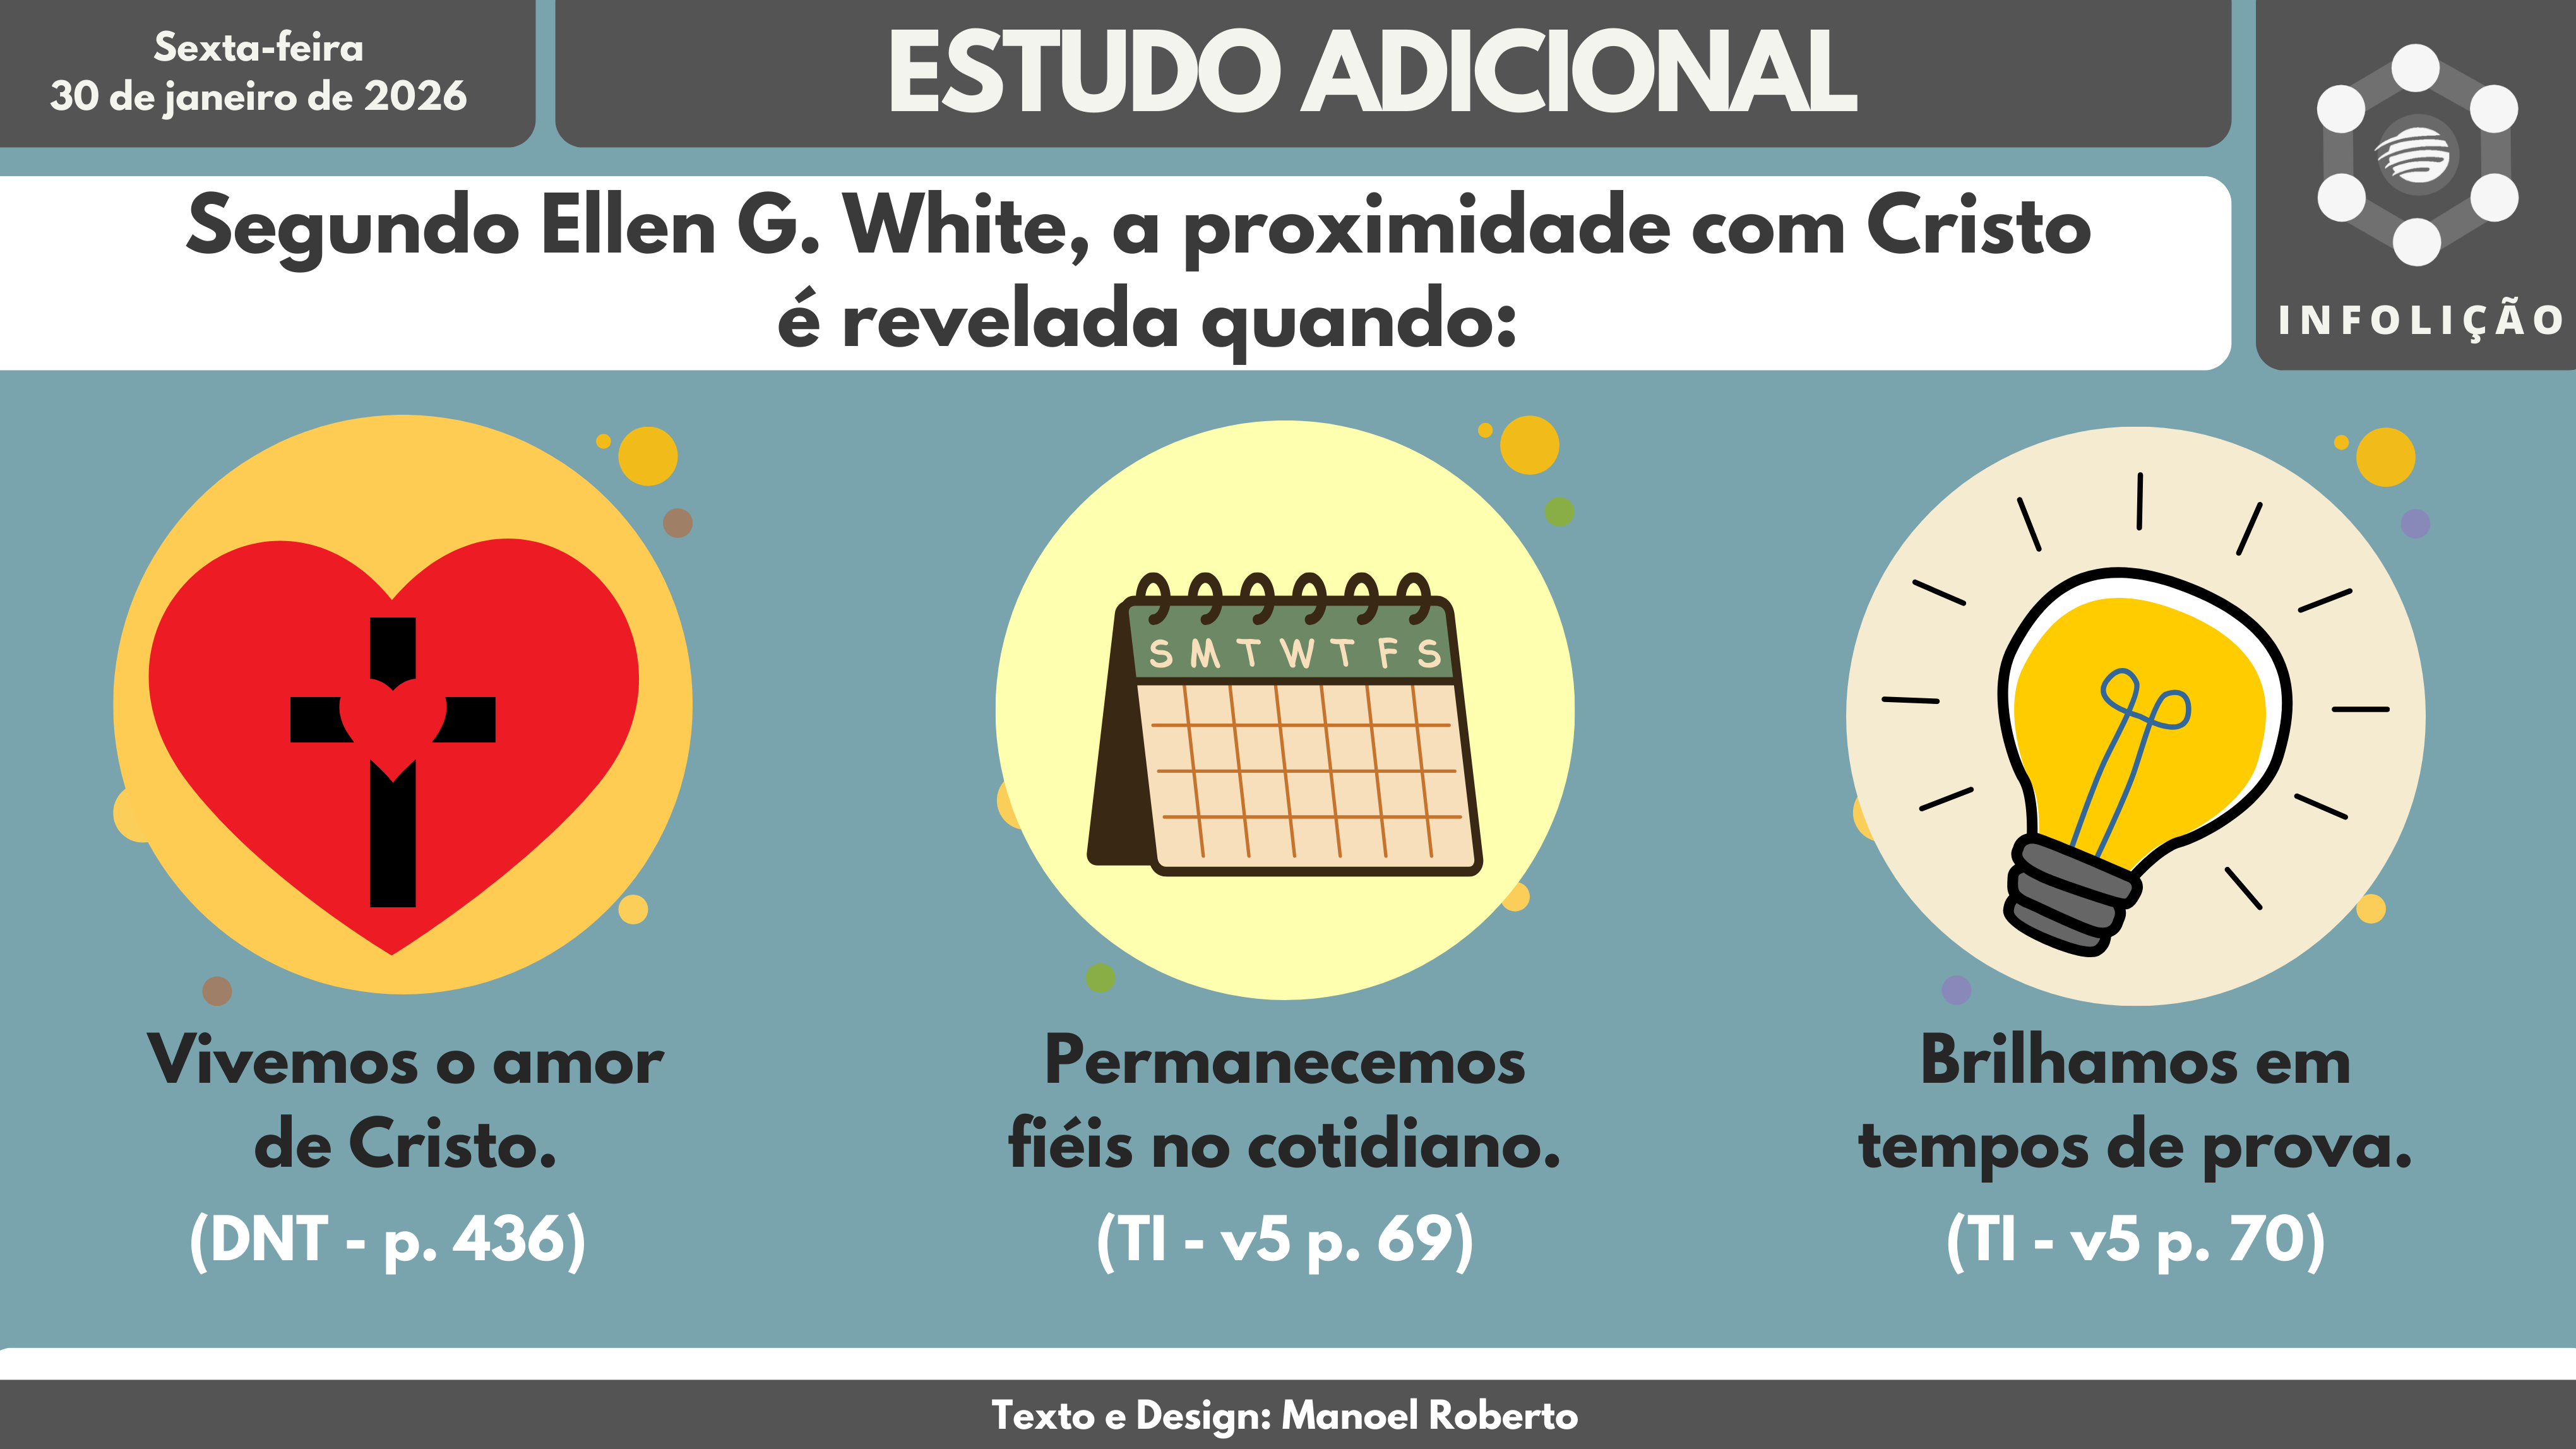 Sexta-feira
30 de janeiro de 2026
ESTUDO ADICIONAL
INFOLIÇÃO
Segundo Ellen G. White, a proximidade com Cristo
é revelada quando:
S M T W T F S
Vivemos o amor
de Cristo.
(DNT - p. 436)
Permanecemos
fiéis no cotidiano.
(TI - v5 p. 69)
Brilhamos em
tempos de prova.
(TI - v5 p. 70)
Texto e Design: Manoel Roberto